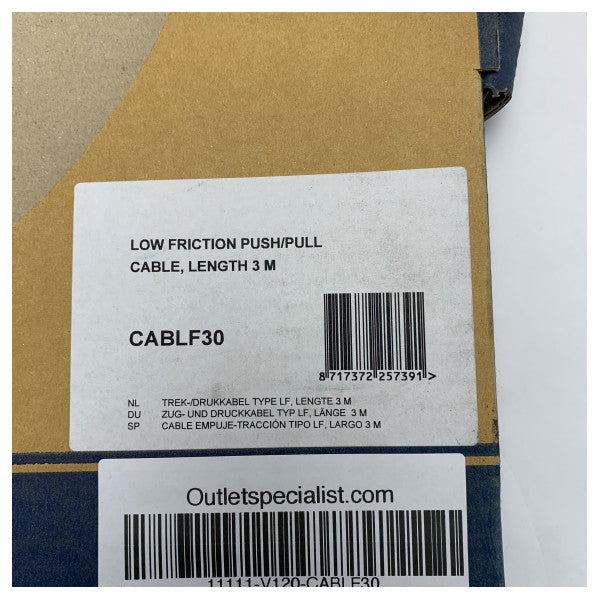 LOW FRICTION PUSH/PULL
CABLE, LENGTH 3 M
CABLF30
8 717372 257391 >
NL TREK-/DRUKKABEL TYPE LF, LENGTE 3 M
DU ZUG- UND DRUCKKABEL TYP LF, LÄNGE 3 M
SP CABLE EMPUJE-TRACCIÓN TIPO LF, LARGO 3 M
Outletspecialist.com
11111-V120-CABLF30